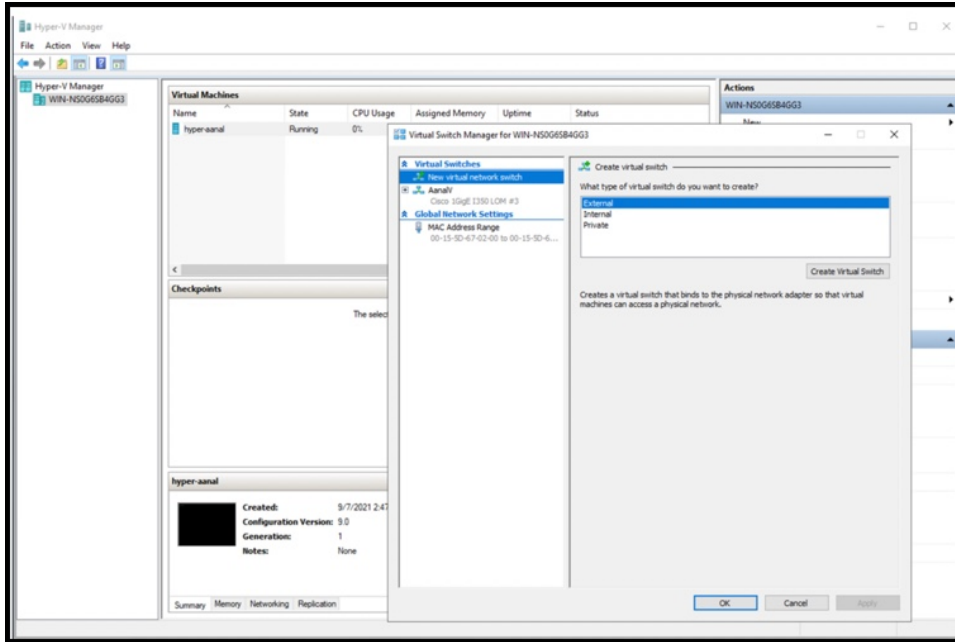 Hyper-V Manager
File Action View Help
Hyper-V Manager
WIN-NS0G6SB4GG3
Virtual Machines
Name State CPU Usage Assigned Memory Uptime Status
hyper-aanal Running 0%
Checkpoints
The selec
hyper-aanal
Created: 9/7/2021 2:47
Configuration Version: 9.0
Generation: 1
Notes: None
Summary Memory Networking Replication
Actions
WIN-NS0G6SB4GG3
New
Virtual Switch Manager for WIN-NS0G6SB4GG3
Virtual Switches
New virtual network switch
AanalV
Cisco 1GigE I350 LOM #3
Global Network Settings
MAC Address Range
00-15-5D-67-02-00 to 00-15-5D-6...
Create virtual switch
What type of virtual switch do you want to create?
External
Internal
Private
Create Virtual Switch
Creates a virtual switch that binds to the physical network adapter so that virtual
machines can access a physical network.
OK Cancel Apply